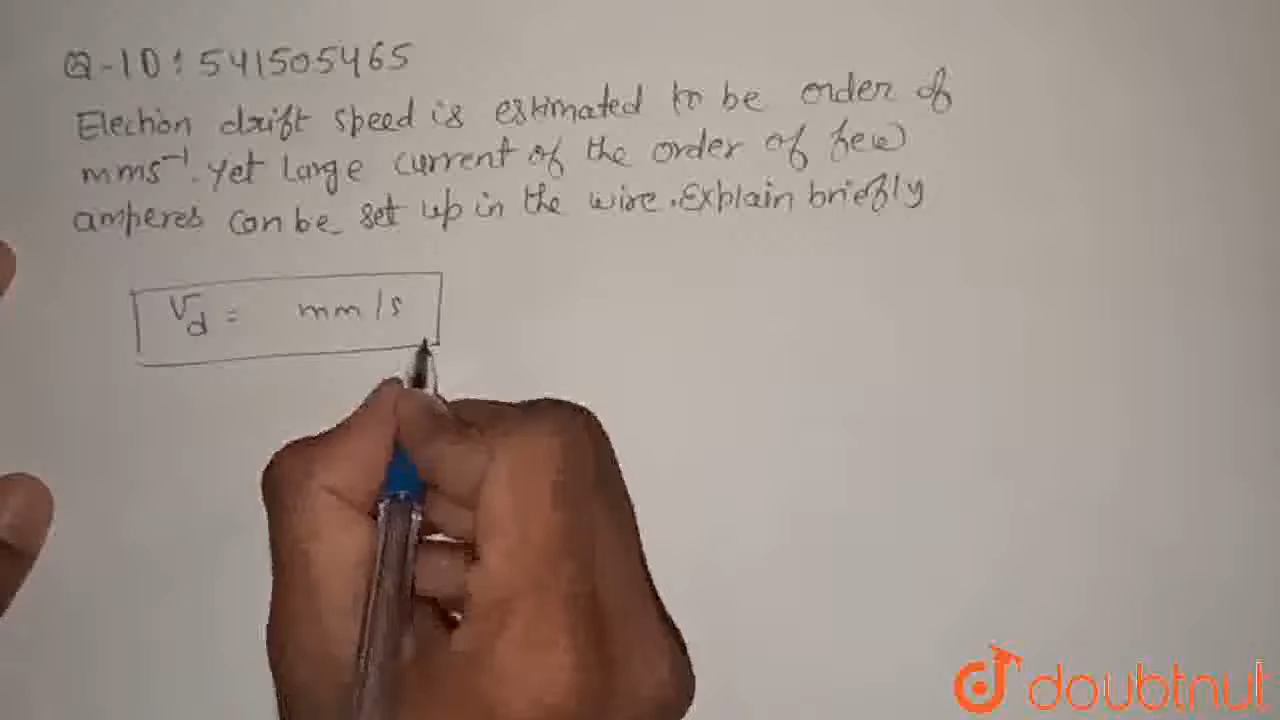 Q-ID: 541505465
Election drift speed is estimated to be order of
mms⁻¹. Yet large current of the order of few
amperes can be set up in the wire. Explain briefly
Vd = mm/s
doubtnut